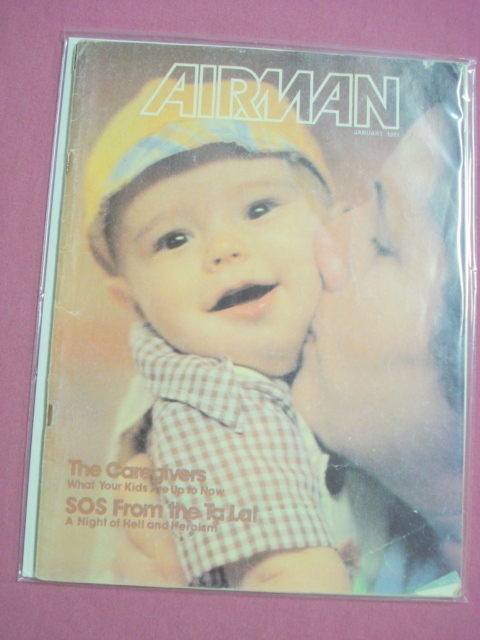 AIRMAN
JANUARY 1981
The Caregivers
What Your Kids Are Up to Now
SOS From the Ta Lai
A Night of Hell and Heroism